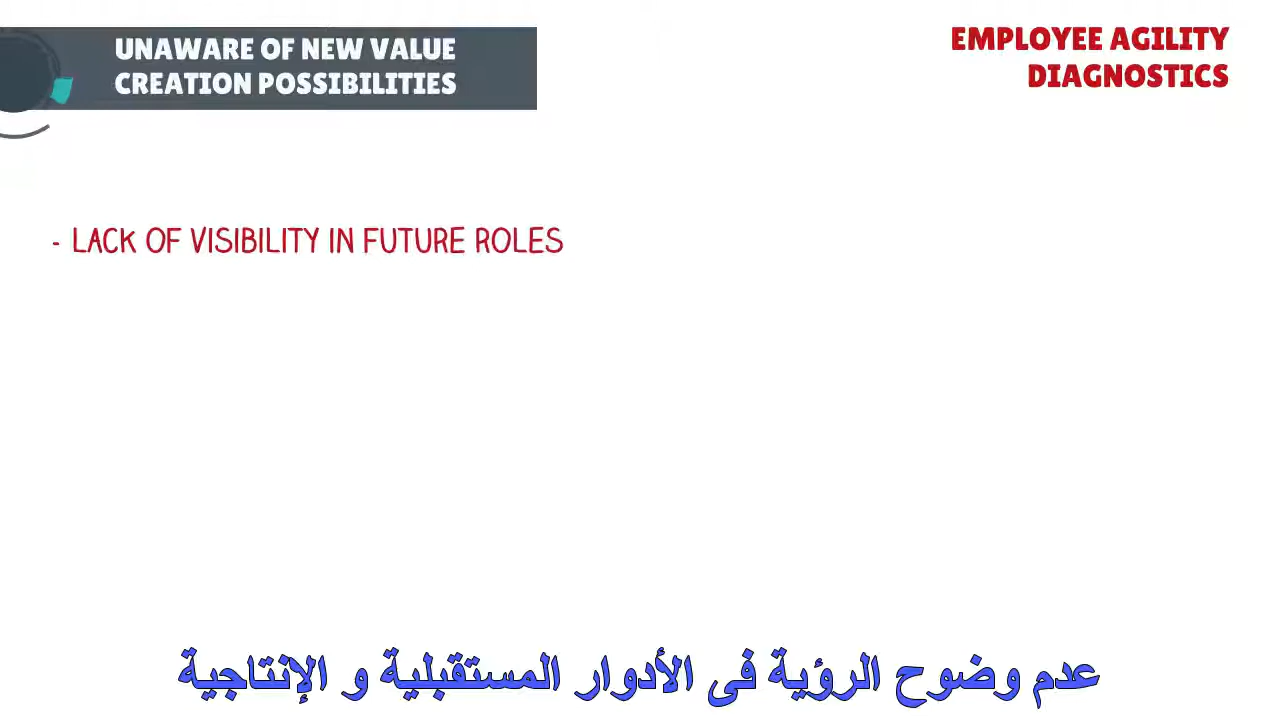 UNAWARE OF NEW VALUE
CREATION POSSIBILITIES
EMPLOYEE AGILITY
DIAGNOSTICS
- LACK OF VISIBILITY IN FUTURE ROLES
عدم وضوح الرؤية فى الأدوار المستقبلية و الإنتاجية